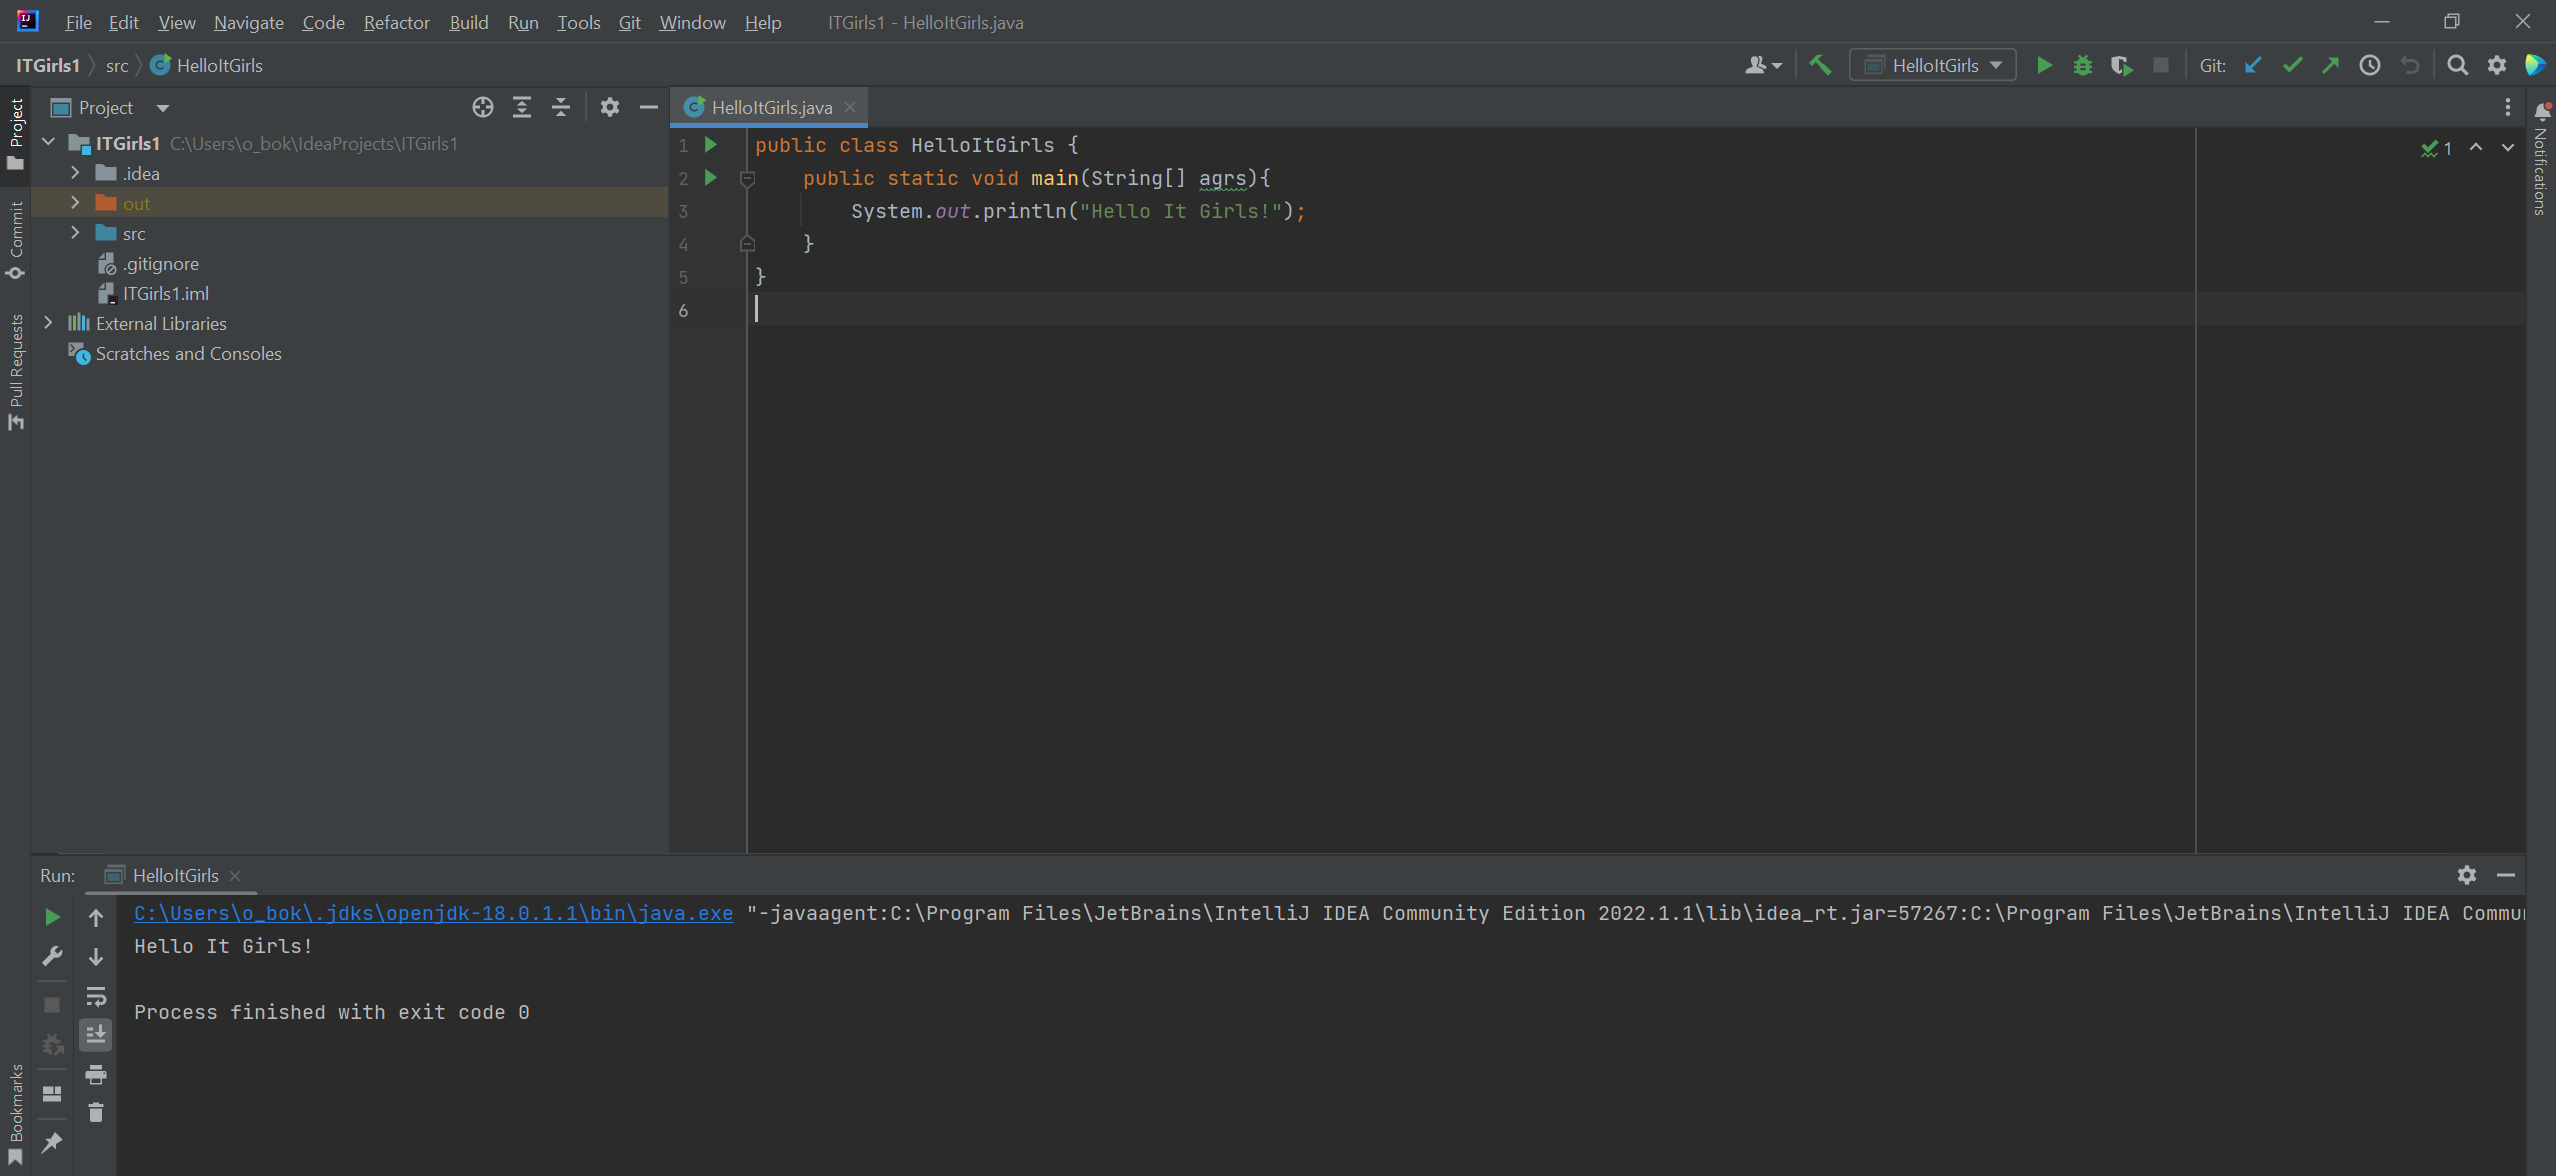 File Edit View Navigate Code Refactor Build Run Tools Git Window Help ITGirls1 - HelloItGirls.java
ITGirls1 src HelloItGirls
HelloItGirls
Git:
Project
Commit
Pull Requests
Bookmarks
Notifications
Project
ITGirls1 C:\Users\o_bok\IdeaProjects\ITGirls1
.idea
out
src
.gitignore
ITGirls1.iml
External Libraries
Scratches and Consoles
HelloItGirls.java
1 public class HelloItGirls {
2 public static void main(String[] agrs){
3 System.out.println("Hello It Girls!");
4 }
5 }
6
1
Run: HelloItGirls
C:\Users\o_bok\.jdks\openjdk-18.0.1.1\bin\java.exe "-javaagent:C:\Program Files\JetBrains\IntelliJ IDEA Community Edition 2022.1.1\lib\idea_rt.jar=57267:C:\Program Files\JetBrains\IntelliJ IDEA Commu
Hello It Girls!
Process finished with exit code 0